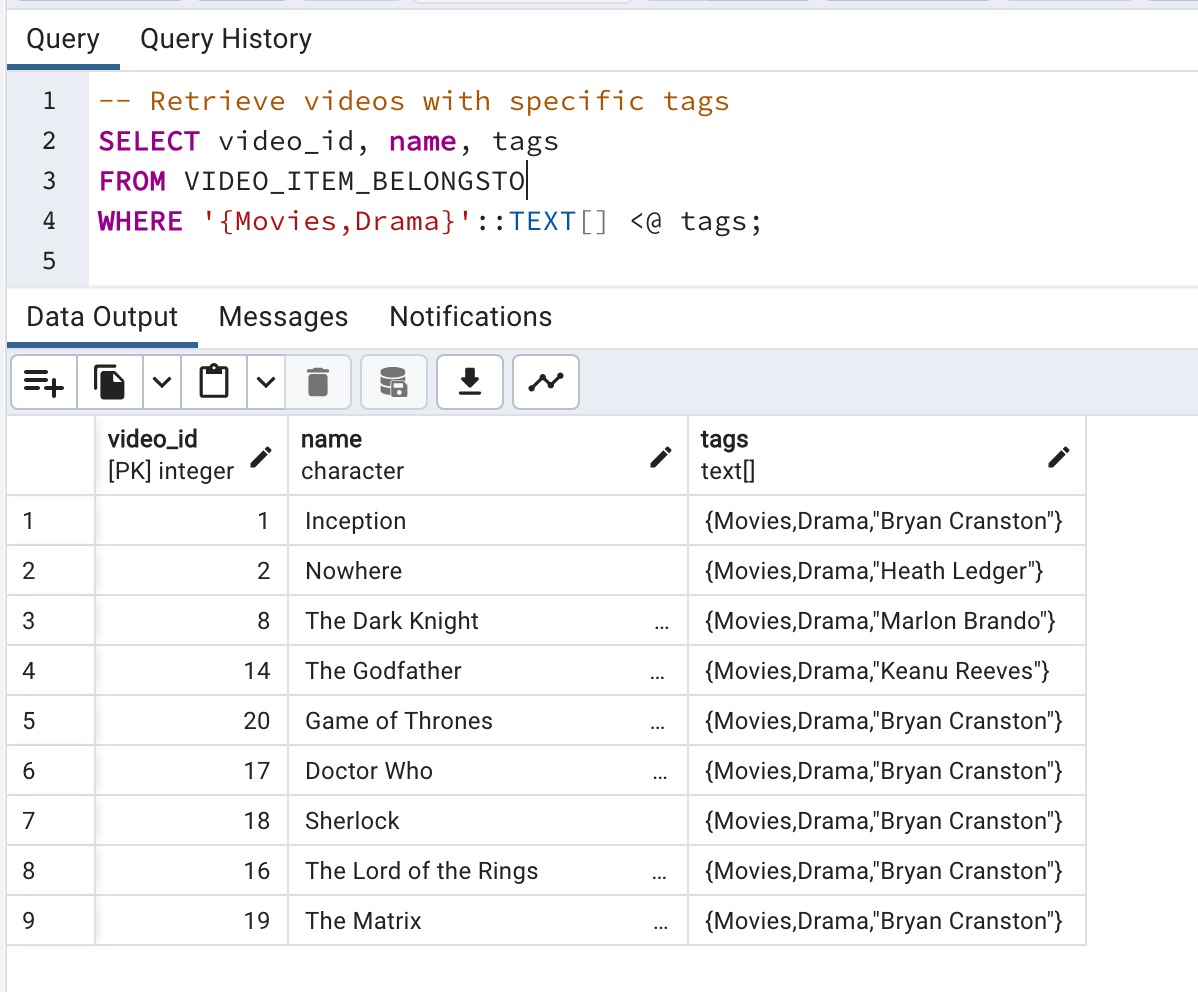 Query Query History
1 -- Retrieve videos with specific tags
2 SELECT video_id, name, tags
3 FROM VIDEO_ITEM_BELONGSTO
4 WHERE '{Movies,Drama}'::TEXT[] <@ tags;
5
Data Output Messages Notifications
video_id name tags
[PK] integer character text[]
1 1 Inception {Movies,Drama,"Bryan Cranston"}
2 2 Nowhere {Movies,Drama,"Heath Ledger"}
3 8 The Dark Knight ... {Movies,Drama,"Marlon Brando"}
4 14 The Godfather ... {Movies,Drama,"Keanu Reeves"}
5 20 Game of Thrones ... {Movies,Drama,"Bryan Cranston"}
6 17 Doctor Who ... {Movies,Drama,"Bryan Cranston"}
7 18 Sherlock {Movies,Drama,"Bryan Cranston"}
8 16 The Lord of the Rings ... {Movies,Drama,"Bryan Cranston"}
9 19 The Matrix ... {Movies,Drama,"Bryan Cranston"}